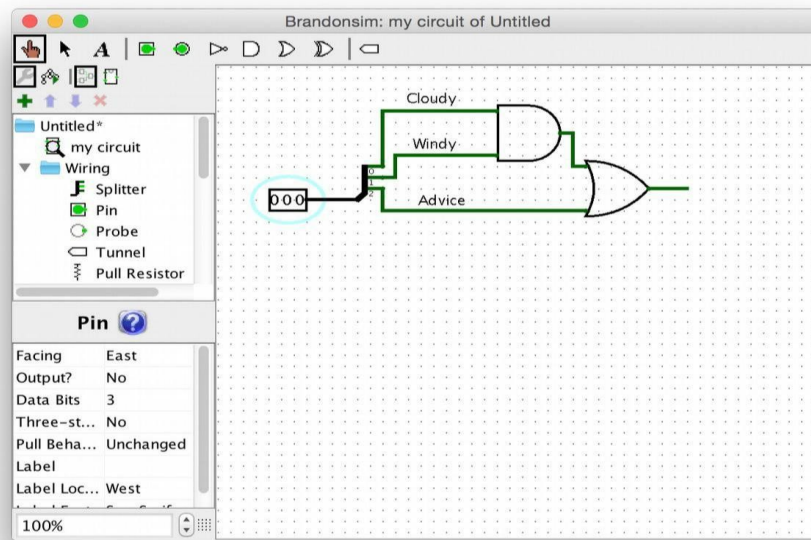 Brandonsim: my circuit of Untitled
A
Untitled*
my circuit
Wiring
Splitter
Pin
Probe
Tunnel
Pull Resistor
Pin ?
Facing East
Output? No
Data Bits 3
Three-st... No
Pull Beha... Unchanged
Label
Label Loc... West
100%
Cloudy
Windy
Advice
000
0
1
2